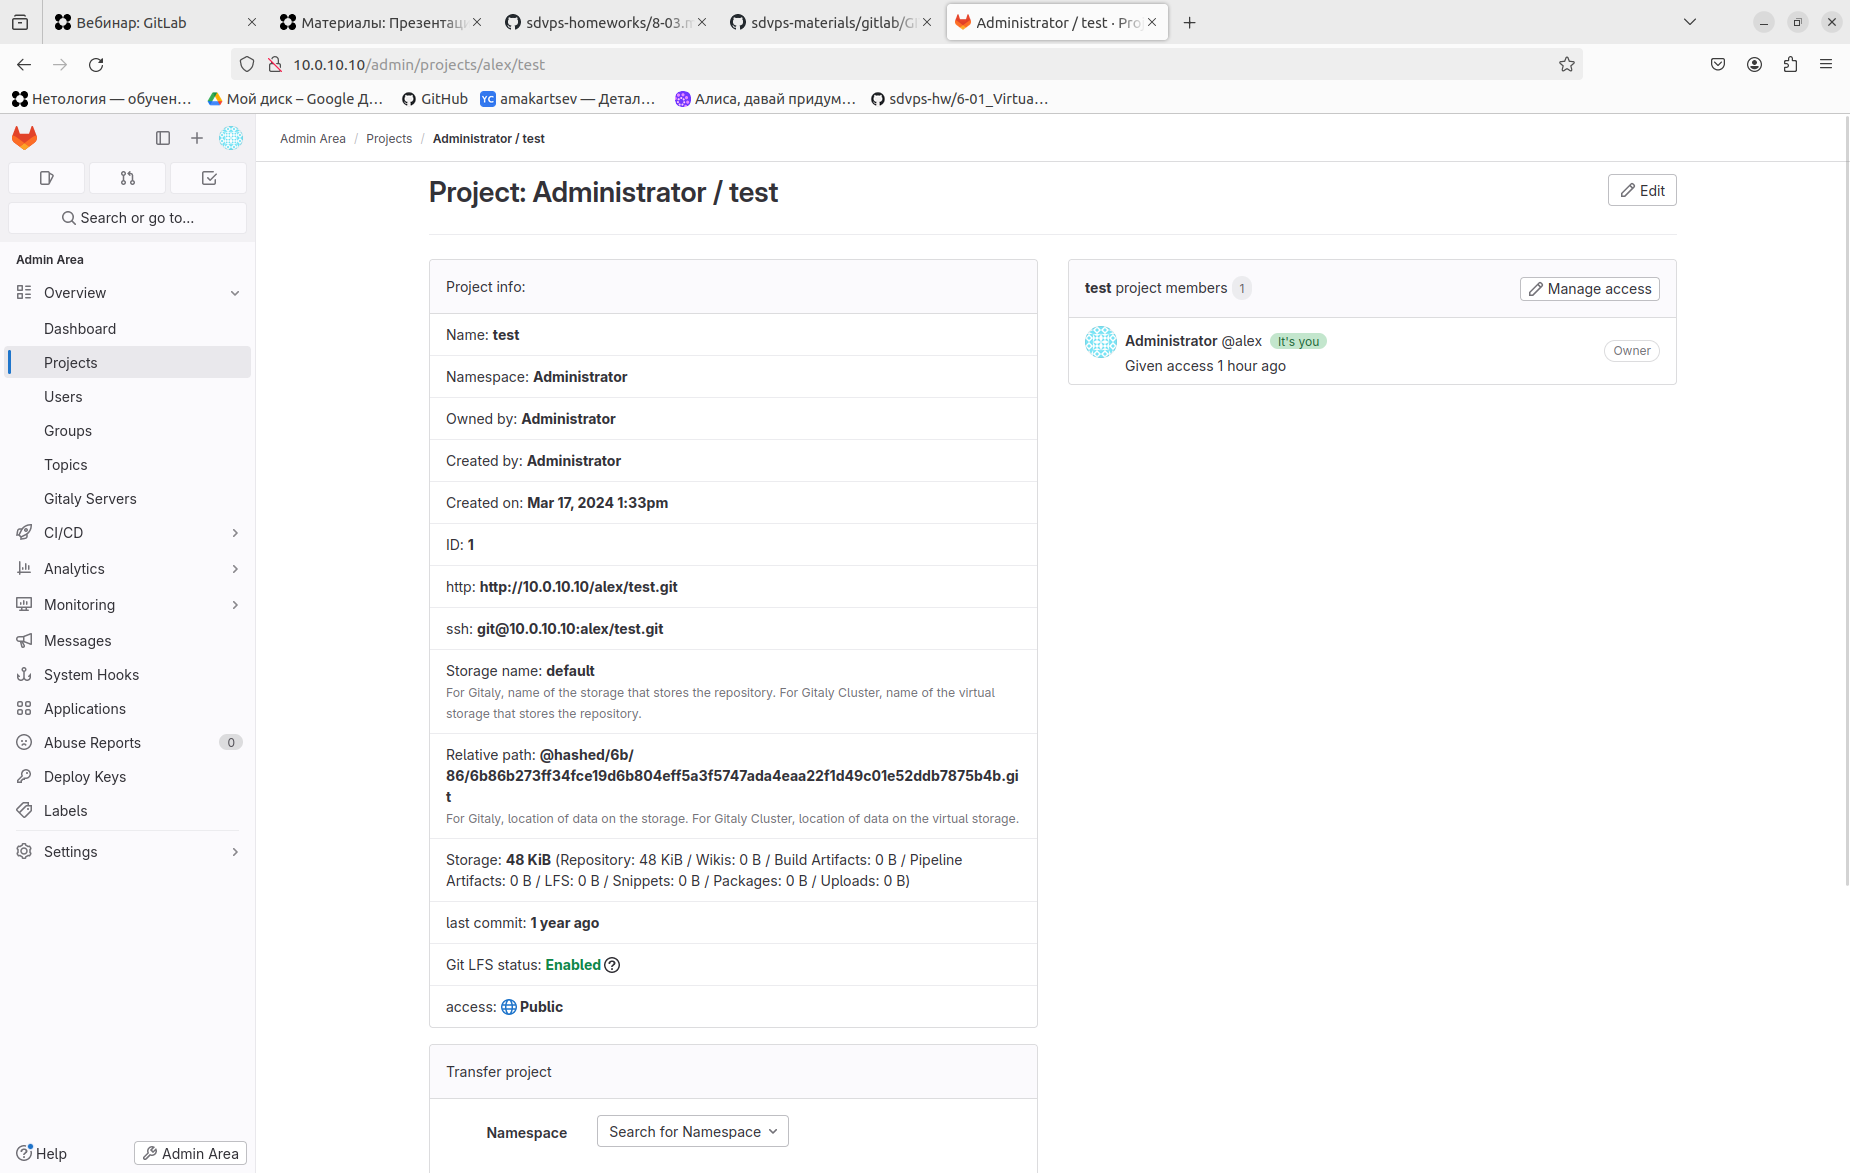 Вебинар: GitLab
Материалы: Презентаци
sdvps-homeworks/8-03.m
sdvps-materials/gitlab/GI
Administrator / test · Pro
10.0.10.10/admin/projects/alex/test
Нетология — обучен…
Мой диск – Google Д…
GitHub
YC amakartsev — Детал…
Алиса, давай придум…
sdvps-hw/6-01_Virtua…
Admin Area / Projects / Administrator / test
Search or go to...
Admin Area
Overview
Dashboard
Projects
Users
Groups
Topics
Gitaly Servers
CI/CD
Analytics
Monitoring
Messages
System Hooks
Applications
Abuse Reports 0
Deploy Keys
Labels
Settings
Help
Admin Area
Project: Administrator / test
Edit
Project info:
Name: test
Namespace: Administrator
Owned by: Administrator
Created by: Administrator
Created on: Mar 17, 2024 1:33pm
ID: 1
http: http://10.0.10.10/alex/test.git
ssh: git@10.0.10.10:alex/test.git
Storage name: default
For Gitaly, name of the storage that stores the repository. For Gitaly Cluster, name of the virtual
storage that stores the repository.
Relative path: @hashed/6b/
86/6b86b273ff34fce19d6b804eff5a3f5747ada4eaa22f1d49c01e52ddb7875b4b.gi
t
For Gitaly, location of data on the storage. For Gitaly Cluster, location of data on the virtual storage.
Storage: 48 KiB (Repository: 48 KiB / Wikis: 0 B / Build Artifacts: 0 B / Pipeline
Artifacts: 0 B / LFS: 0 B / Snippets: 0 B / Packages: 0 B / Uploads: 0 B)
last commit: 1 year ago
Git LFS status: Enabled
access: Public
Transfer project
Namespace
Search for Namespace
test project members 1
Manage access
Administrator @alex It's you
Given access 1 hour ago
Owner